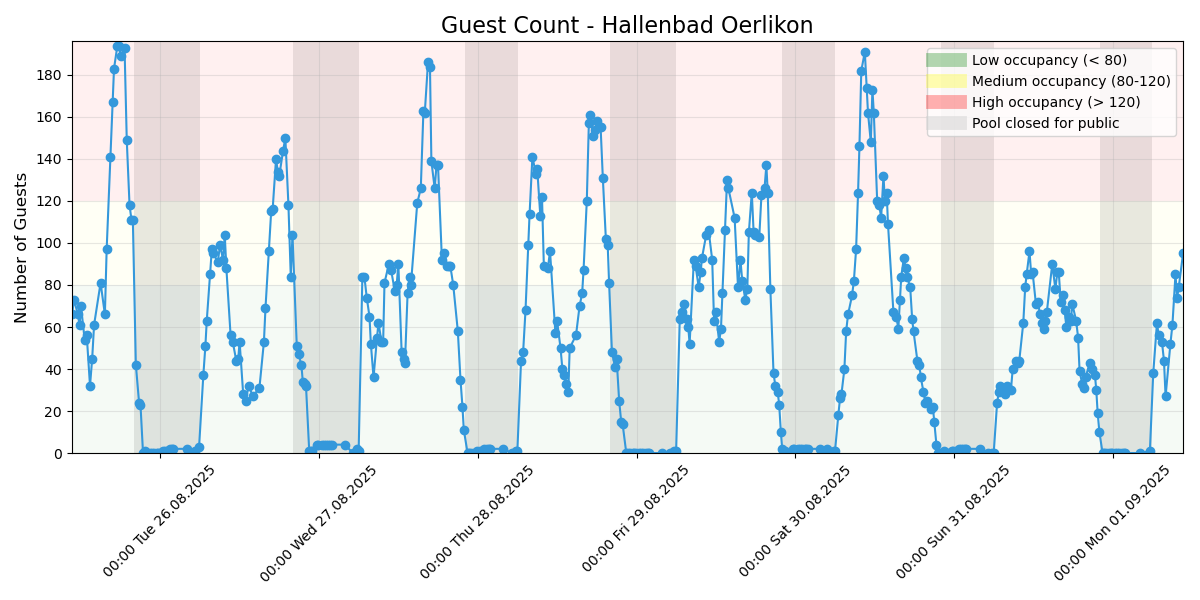 Guest Count - Hallenbad Oerlikon
Number of Guests
180
160
140
120
100
80
60
40
20
0
Low occupancy (< 80)
Medium occupancy (80-120)
High occupancy (> 120)
Pool closed for public
00:00 Tue 26.08.2025
00:00 Wed 27.08.2025
00:00 Thu 28.08.2025
00:00 Fri 29.08.2025
00:00 Sat 30.08.2025
00:00 Sun 31.08.2025
00:00 Mon 01.09.2025